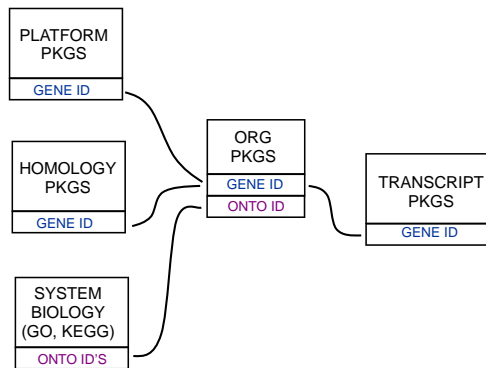 PLATFORM
PKGS
GENE ID
HOMOLOGY
PKGS
GENE ID
SYSTEM
BIOLOGY
(GO, KEGG)
ONTO ID'S
ORG
PKGS
GENE ID
ONTO ID
TRANSCRIPT
PKGS
GENE ID